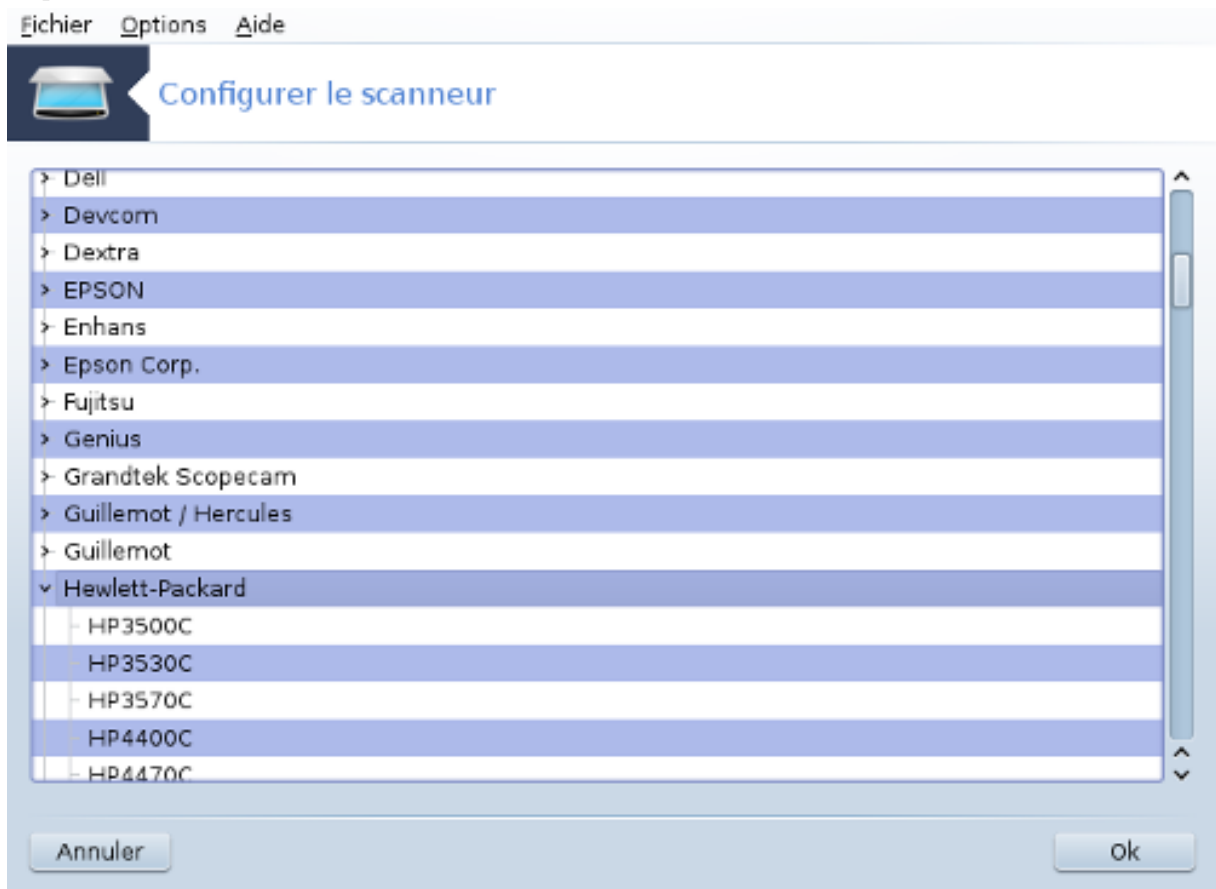 Fichier Options Aide
Configurer le scanneur
Dell
Devcom
Dextra
EPSON
Enhans
Epson Corp.
Fujitsu
Genius
Grandtek Scopecam
Guillemot / Hercules
Guillemot
Hewlett-Packard
HP3500C
HP3530C
HP3570C
HP4400C
HP4470C
Annuler Ok